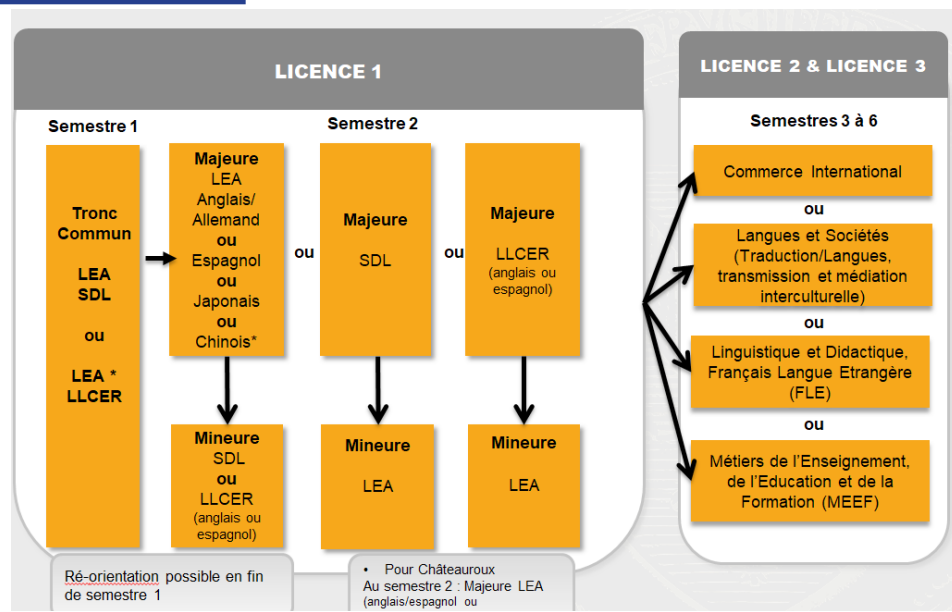 LICENCE 1
Semestre 1
Tronc
Commun
LEA
SDL
ou
LEA *
LLCER
Semestre 2
Majeure
LEA
Anglais/
Allemand
ou
Espagnol
ou
Japonais
ou
Chinois*
ou
Majeure
SDL
ou
Majeure
LLCER
(anglais ou
espagnol)
Mineure
SDL
ou
LLCER
(anglais ou
espagnol)
Mineure
LEA
Mineure
LEA
Ré-orientation possible en fin
de semestre 1
• Pour Châteauroux
Au semestre 2 : Majeure LEA
(anglais/espagnol ou
LICENCE 2 & LICENCE 3
Semestres 3 à 6
Commerce International
ou
Langues et Sociétés
(Traduction/Langues,
transmission et médiation
interculturelle)
ou
Linguistique et Didactique,
Français Langue Etrangère
(FLE)
ou
Métiers de l'Enseignement,
de l'Education et de la
Formation (MEEF)